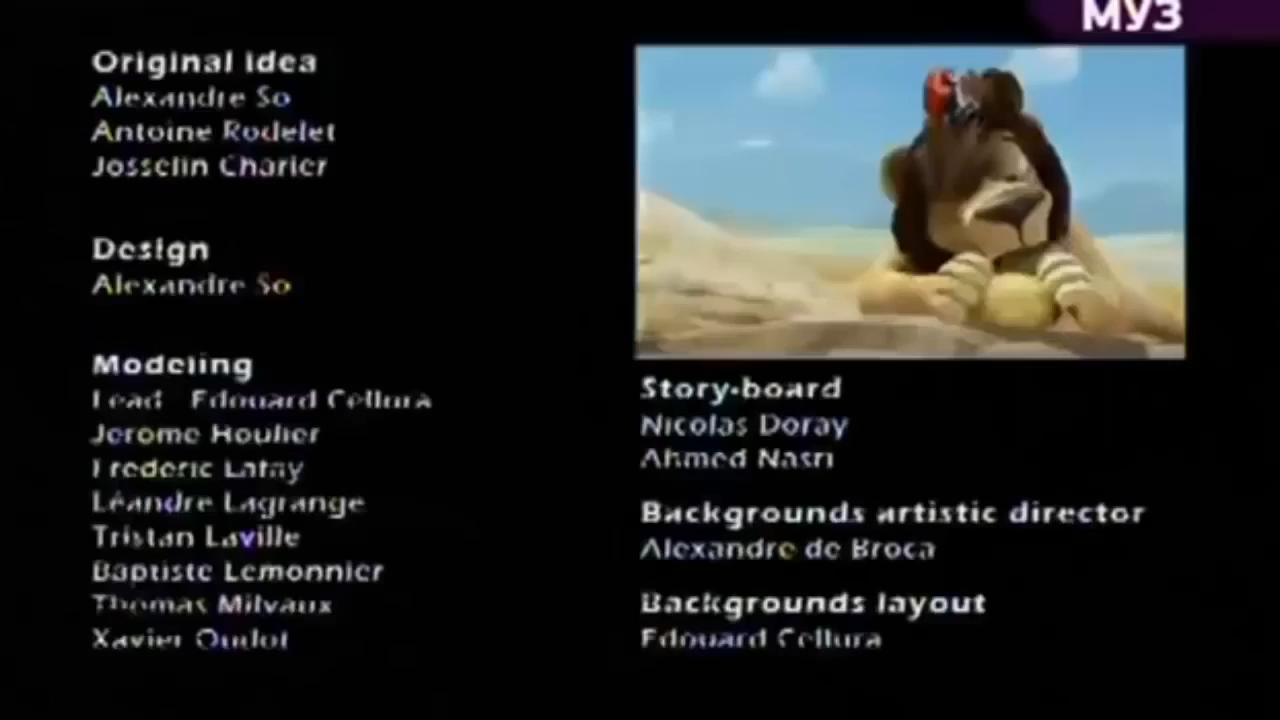 МУЗ
Original idea
Alexandre So
Antoine Rodelet
Josselin Charier
Design
Alexandre So
Modeling
Lead Edouard Cellura
Jerome Houlier
Frederic Lafay
Léandre Lagrange
Tristan Laville
Baptiste Lemonnier
Thomas Milvaux
Xavier Oudot
Story-board
Nicolas Doray
Ahmed Nasri
Backgrounds artistic director
Alexandre de Broca
Backgrounds layout
Edouard Cellura